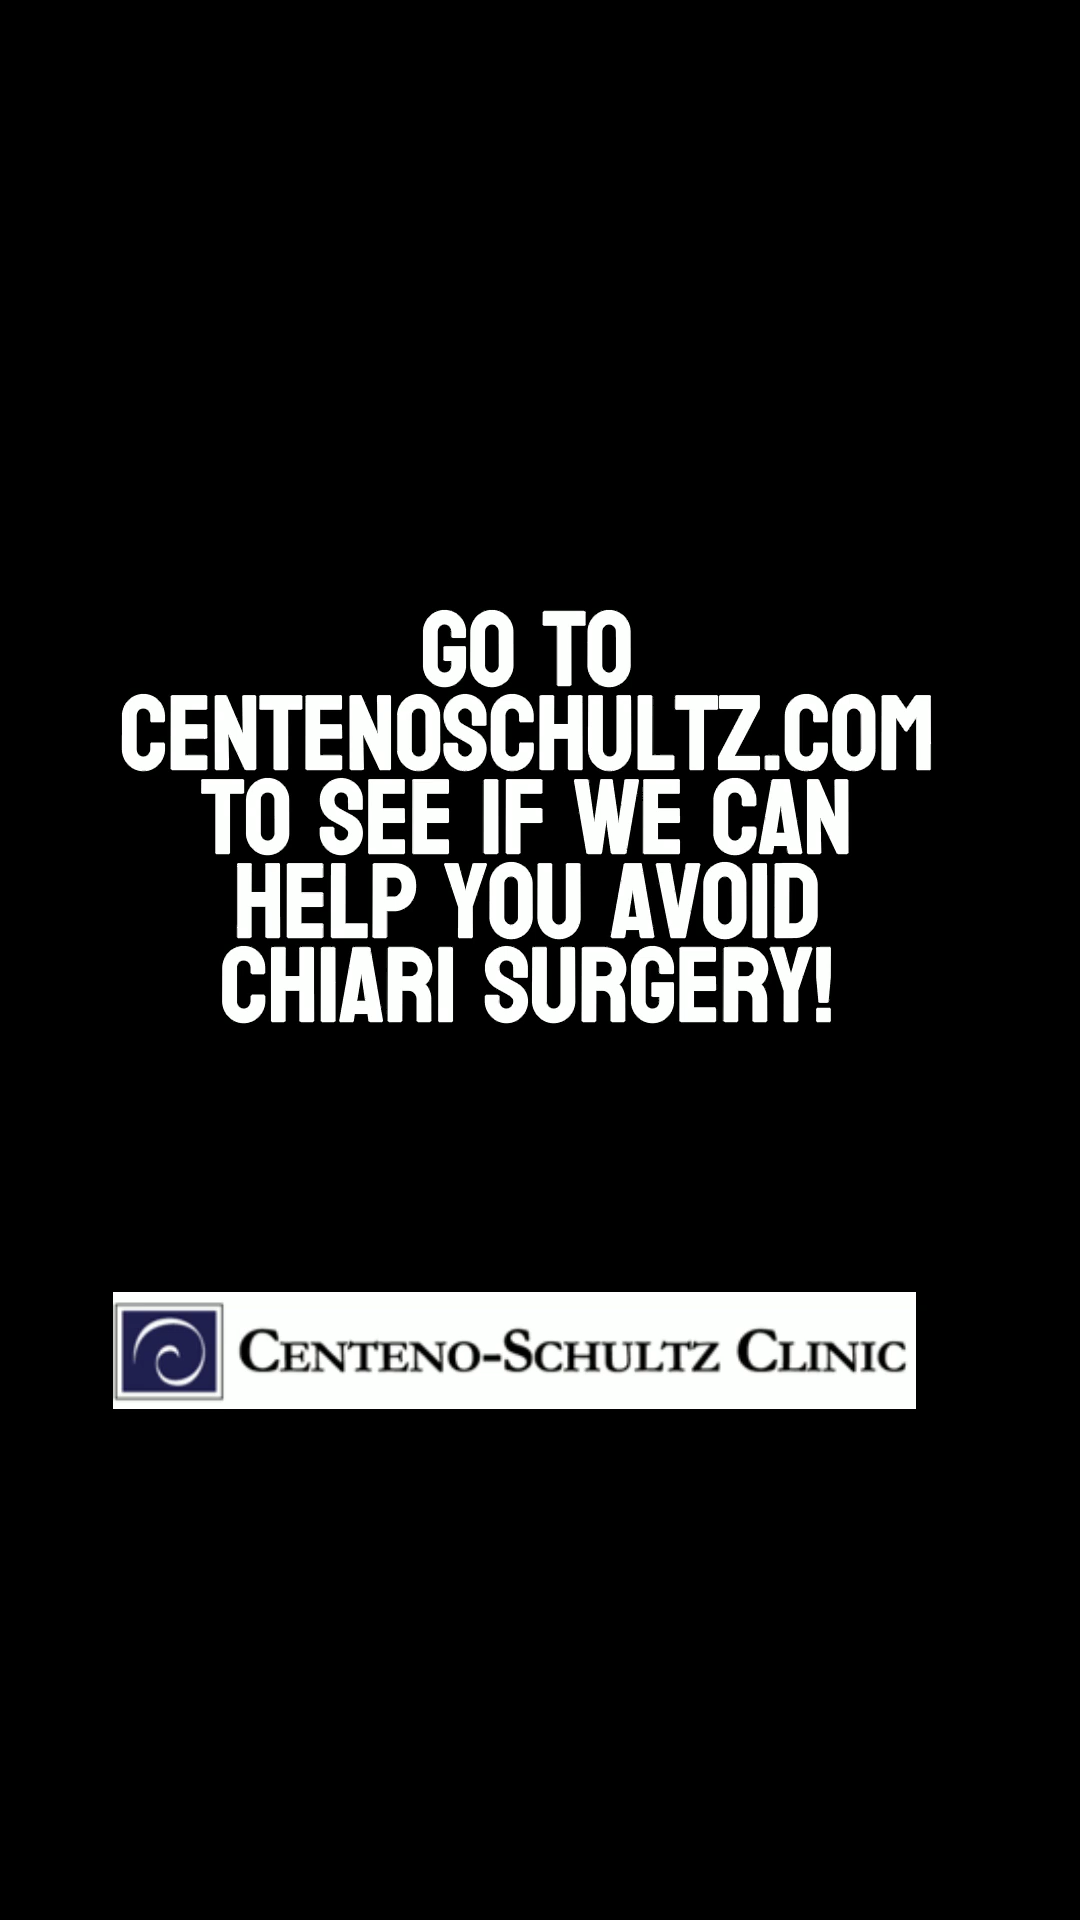 GO TO
CENTENOSCHULTZ.COM
TO SEE IF WE CAN
HELP YOU AVOID
CHIARI SURGERY!
CENTENO-SCHULTZ CLINIC